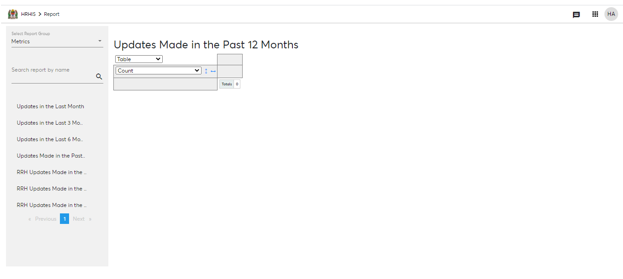 HRHIS > Report
HA
Select Report Group
Metrics
Search report by name
Updates in the Last Month
Updates in the Last 3 Mo..
Updates in the Last 6 Mo..
Updates Made in the Past..
RRH Updates Made in the ..
RRH Updates Made in the ..
RRH Updates Made in the ..
‹ Previous 1 Next ›
Updates Made in the Past 12 Months
Table
Count
Totals 0